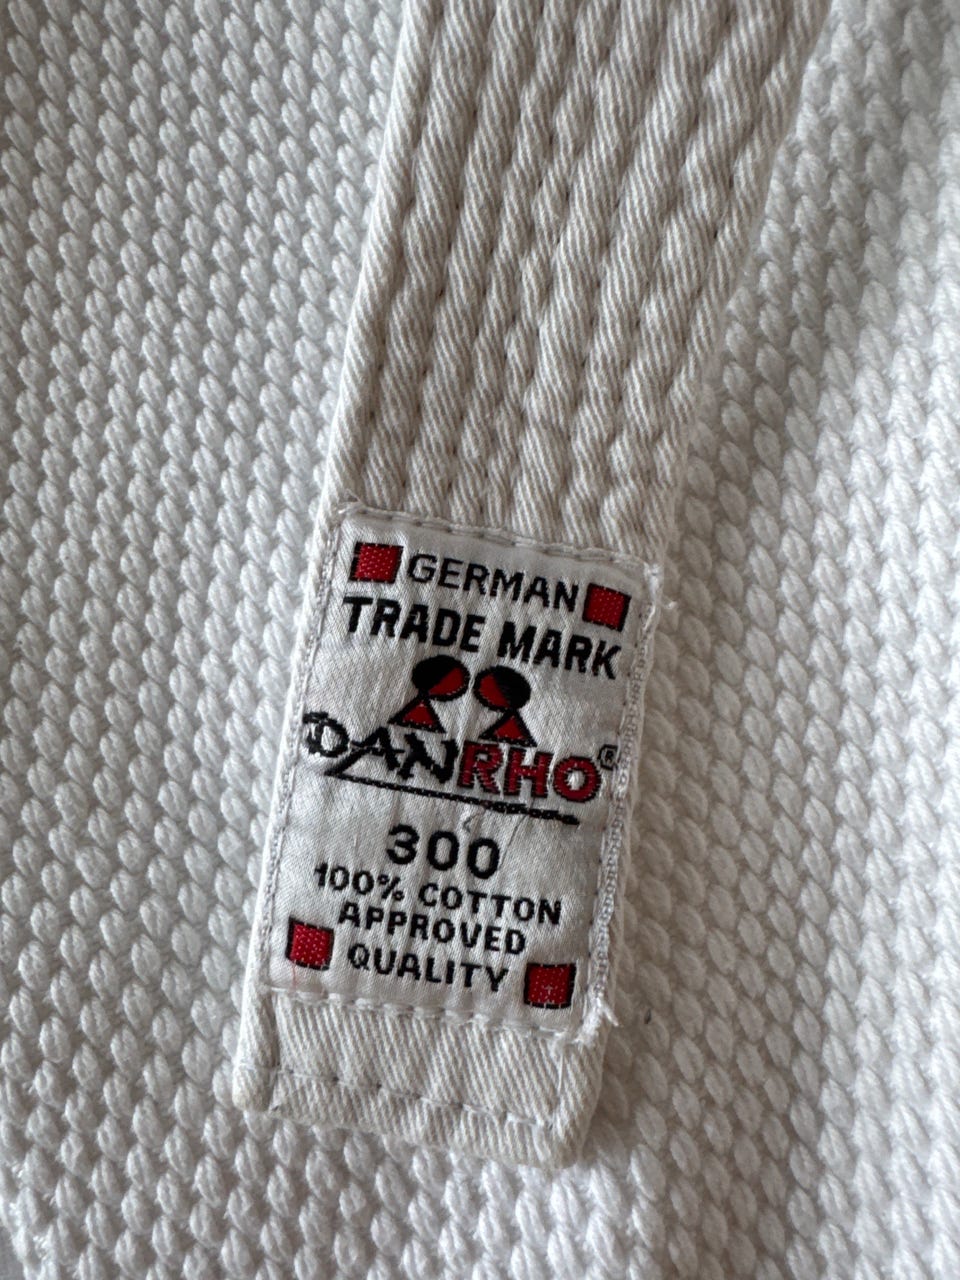 GERMAN
TRADE MARK
DANRHO®
300
100% COTTON
APPROVED
QUALITY